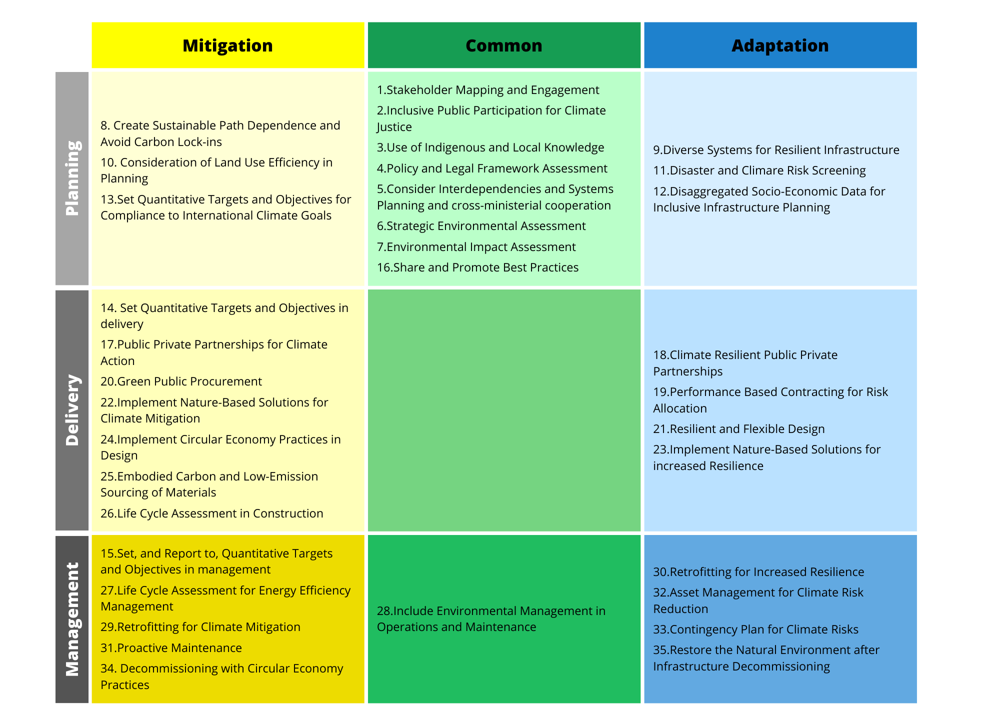 Mitigation
Common
Adaptation
Planning
8. Create Sustainable Path Dependence and
Avoid Carbon Lock-ins
10. Consideration of Land Use Efficiency in
Planning
13.Set Quantitative Targets and Objectives for
Compliance to International Climate Goals
1.Stakeholder Mapping and Engagement
2.Inclusive Public Participation for Climate
Justice
3.Use of Indigenous and Local Knowledge
4.Policy and Legal Framework Assessment
5.Consider Interdependencies and Systems
Planning and cross-ministerial cooperation
6.Strategic Environmental Assessment
7.Environmental Impact Assessment
16.Share and Promote Best Practices
9.Diverse Systems for Resilient Infrastructure
11.Disaster and Climare Risk Screening
12.Disaggregated Socio-Economic Data for
Inclusive Infrastructure Planning
Delivery
14. Set Quantitative Targets and Objectives in
delivery
17.Public Private Partnerships for Climate
Action
20.Green Public Procurement
22.Implement Nature-Based Solutions for
Climate Mitigation
24.Implement Circular Economy Practices in
Design
25.Embodied Carbon and Low-Emission
Sourcing of Materials
26.Life Cycle Assessment in Construction
18.Climate Resilient Public Private
Partnerships
19.Performance Based Contracting for Risk
Allocation
21.Resilient and Flexible Design
23.Implement Nature-Based Solutions for
increased Resilience
Management
15.Set, and Report to, Quantitative Targets
and Objectives in management
27.Life Cycle Assessment for Energy Efficiency
Management
29.Retrofitting for Climate Mitigation
31.Proactive Maintenance
34. Decommissioning with Circular Economy
Practices
28.Include Environmental Management in
Operations and Maintenance
30.Retrofitting for Increased Resilience
32.Asset Management for Climate Risk
Reduction
33.Contingency Plan for Climate Risks
35.Restore the Natural Environment after
Infrastructure Decommissioning